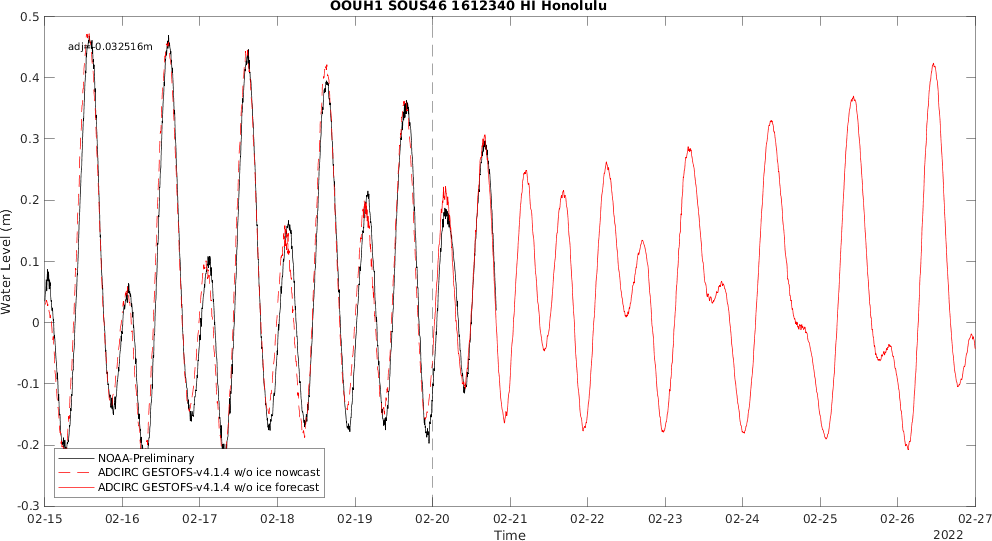 OOUH1 SOUS46 1612340 HI Honolulu
0.5
adj=-0.032516m
0.4
0.3
0.2
0.1
0
-0.1
-0.2
-0.3
Water Level (m)
NOAA-Preliminary
ADCIRC GESTOFS-v4.1.4 w/o ice nowcast
ADCIRC GESTOFS-v4.1.4 w/o ice forecast
02-15 02-16 02-17 02-18 02-19 02-20 02-21 02-22 02-23 02-24 02-25 02-26 02-27
Time
2022